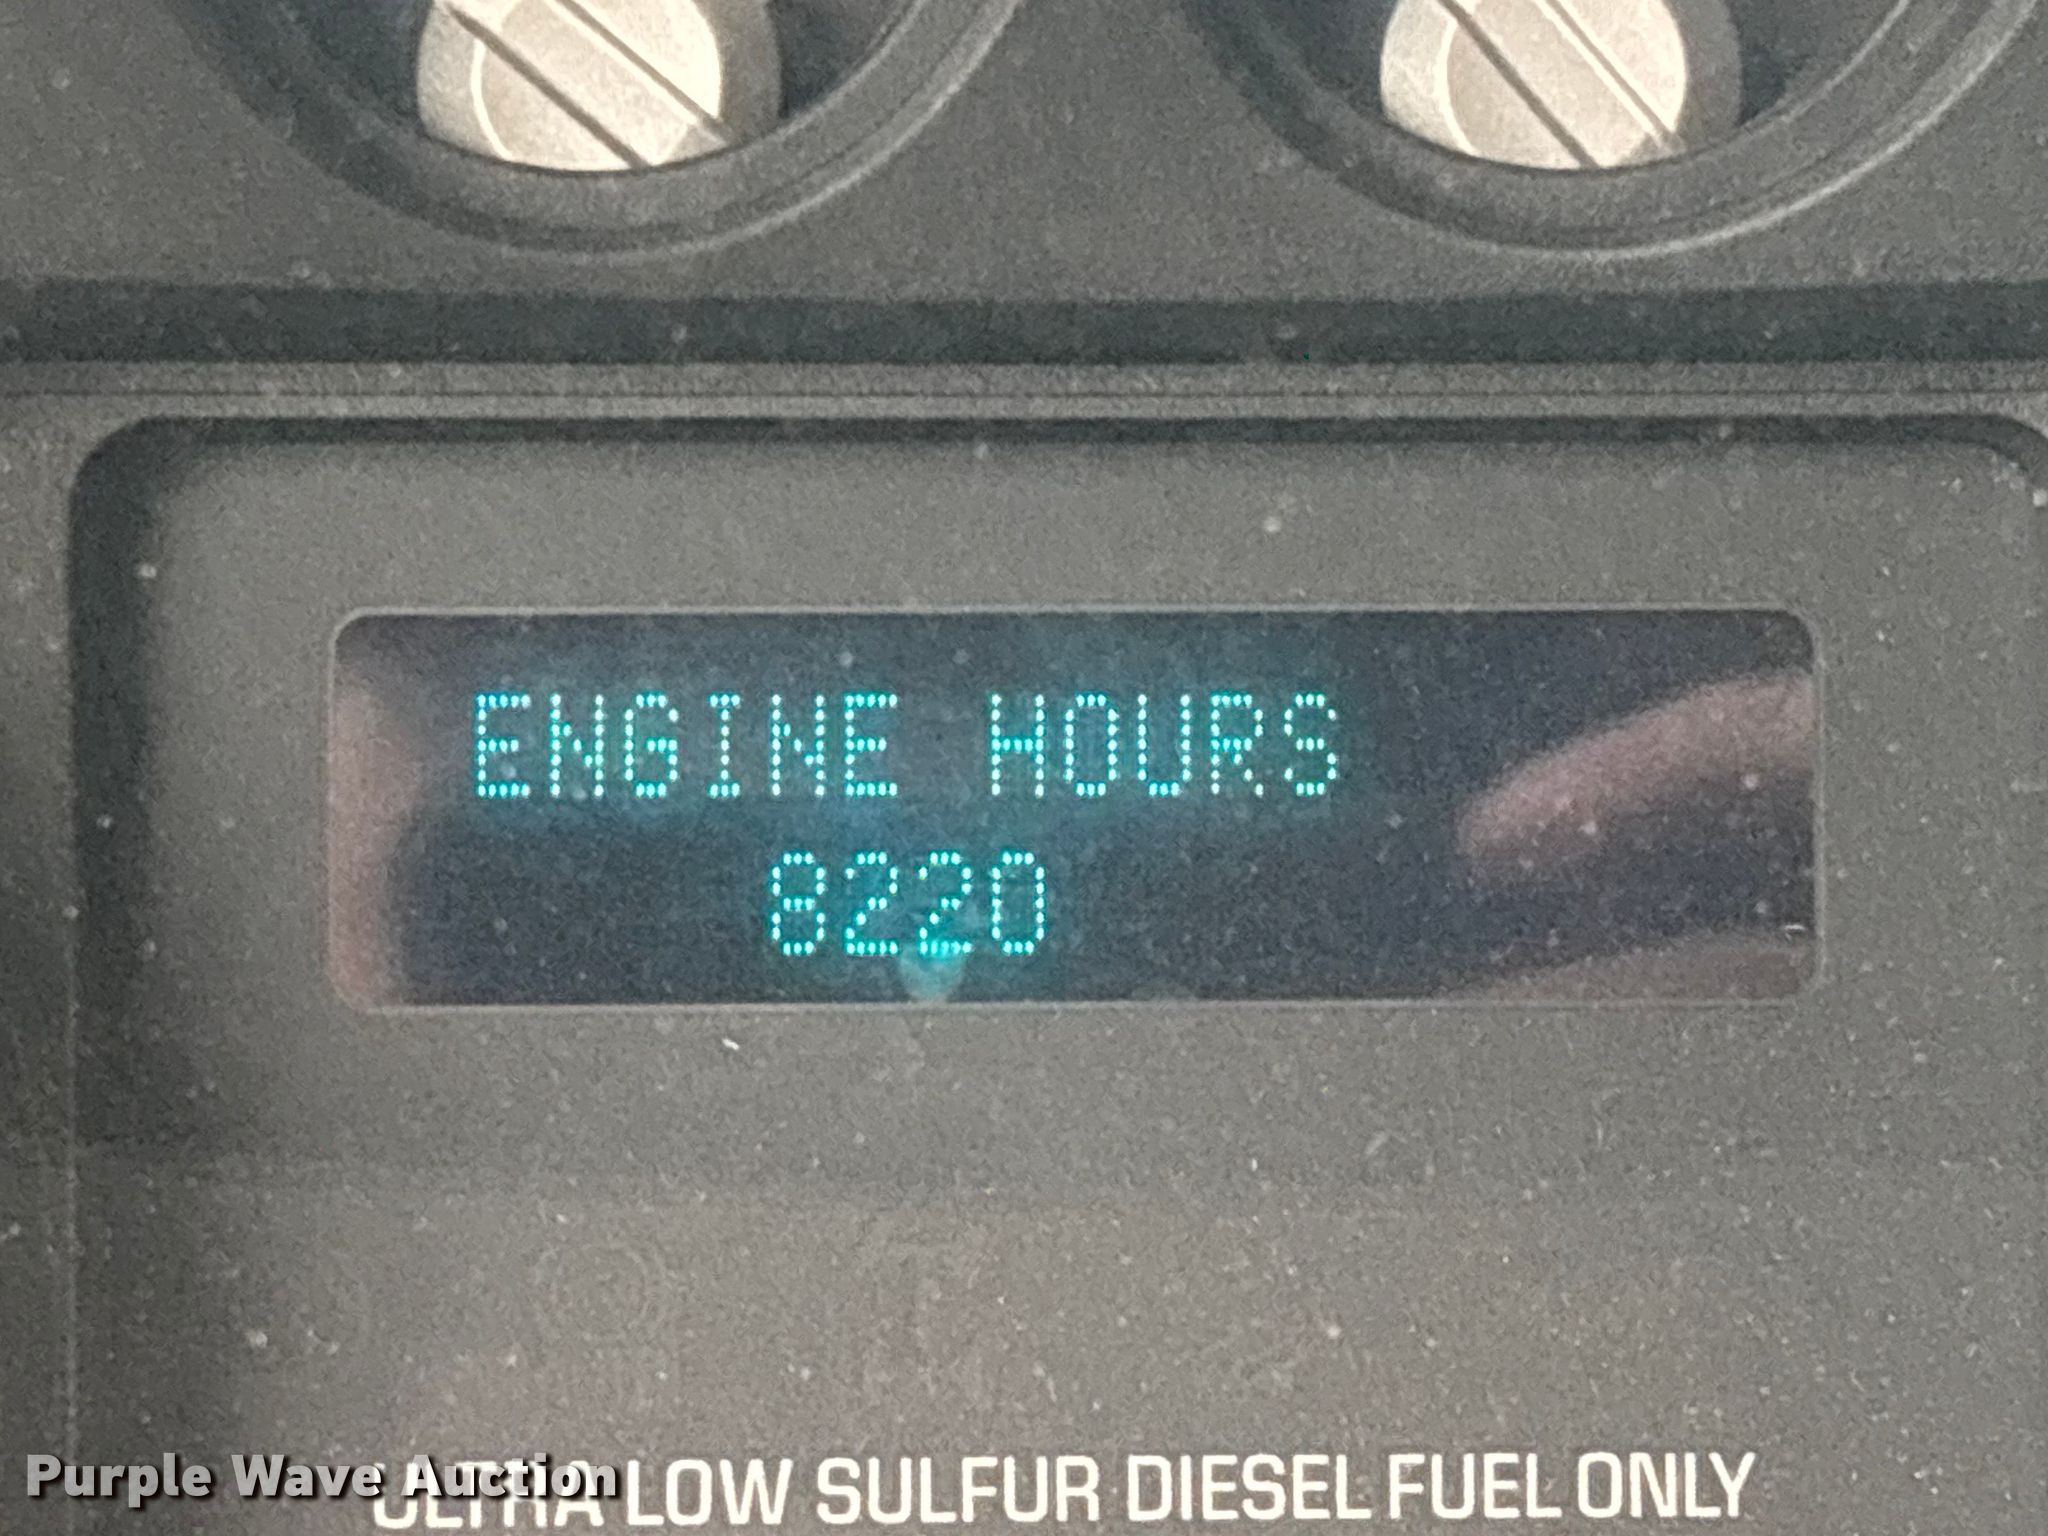 ENGINE HOURS
8220
ULTRA LOW SULFUR DIESEL FUEL ONLY
Purple Wave Auction